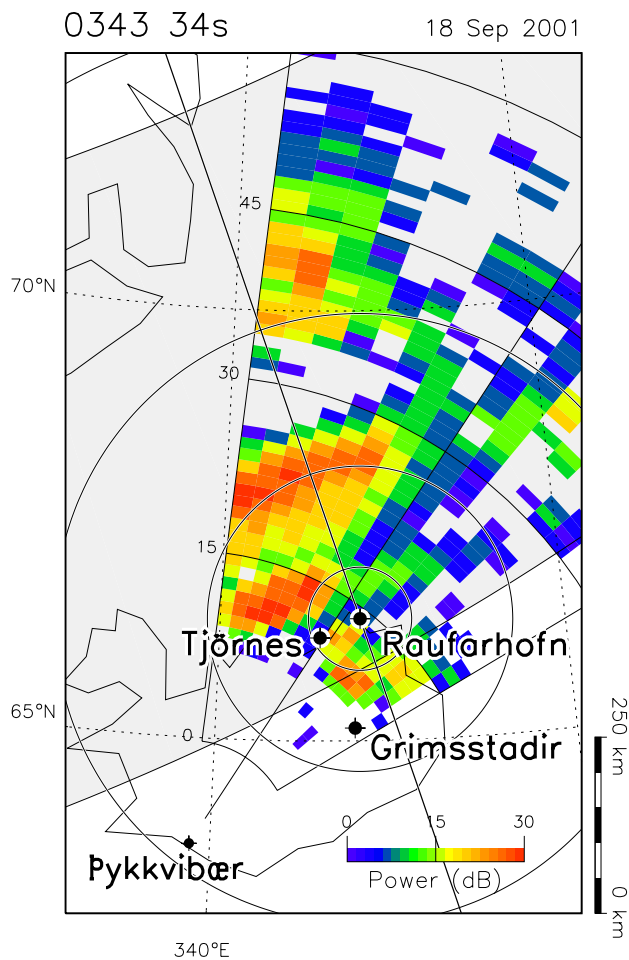 0343 34s
18 Sep 2001
45
70°N
30
15
Tjörnes
Raufarhofn
65°N
0
Grimsstadir
250 km
0 km
0 15 30
Power (dB)
Þykkvibær
340°E